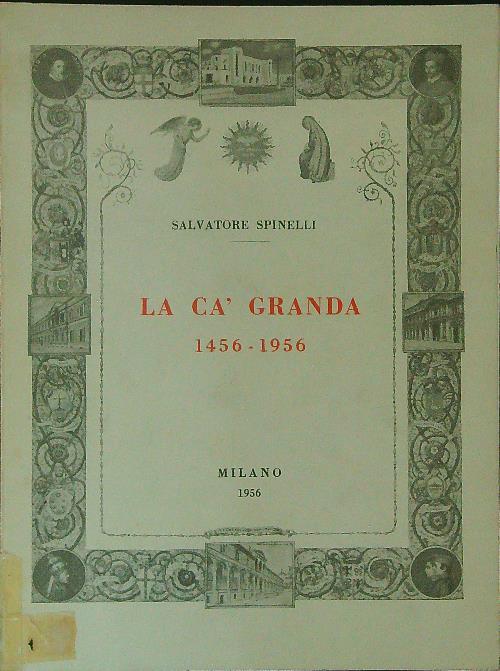 SALVATORE SPINELLI
LA CA' GRANDA
1456 - 1956
MILANO
1956